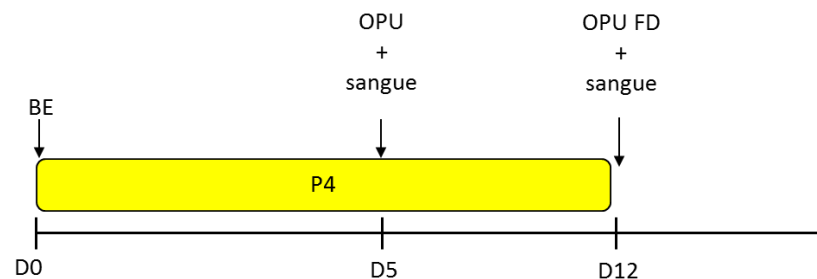 OPU
+
sangue
OPU FD
+
sangue
BE
P4
D0
D5
D12